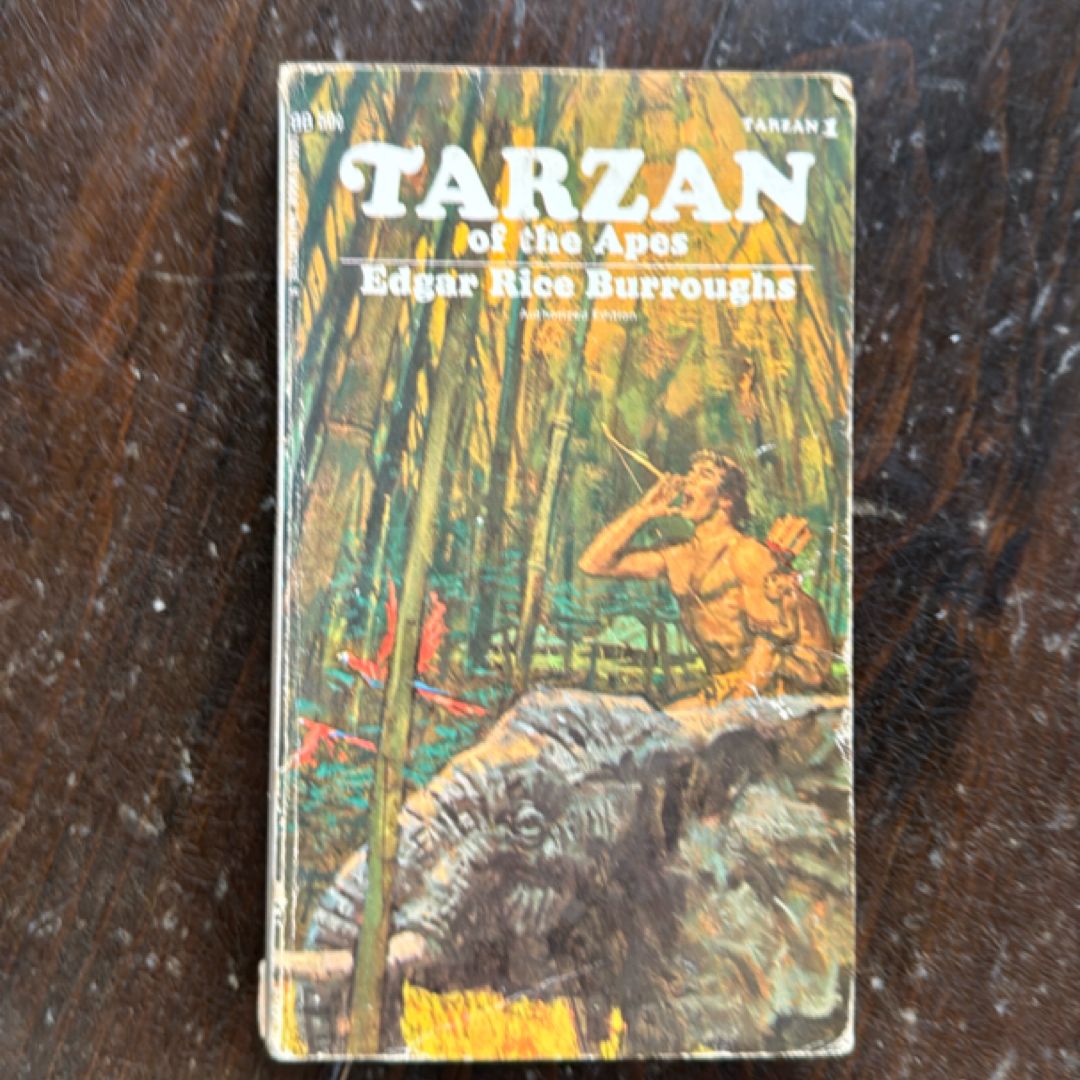 TARZAN 1
TARZAN
of the Apes
Edgar Rice Burroughs
Authorized Edition